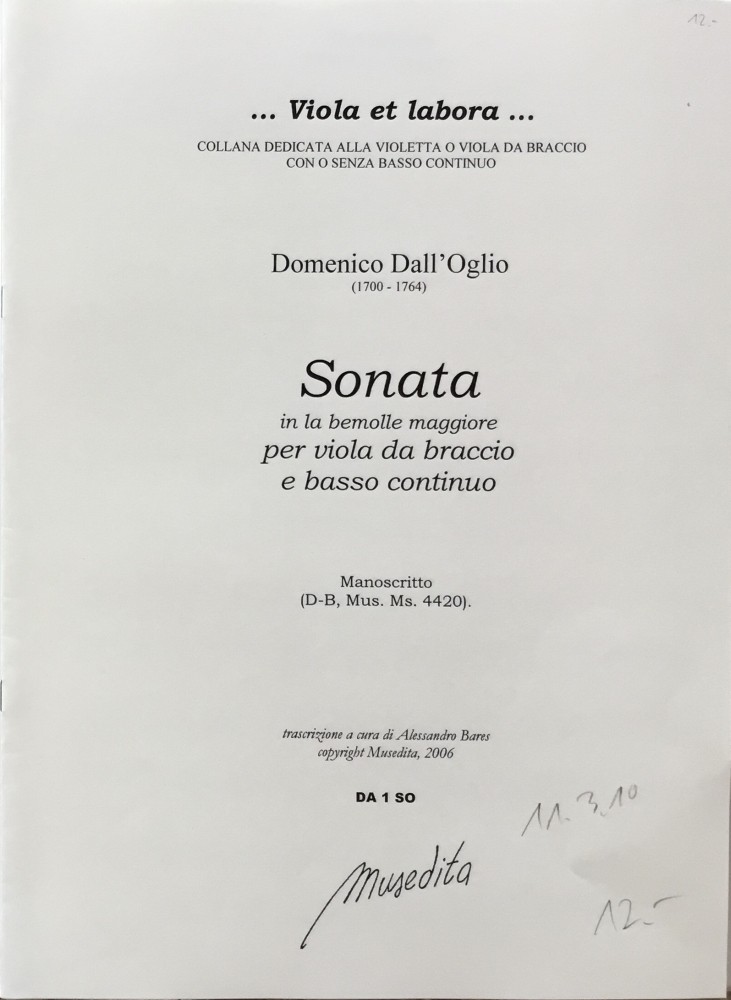 12.-
... Viola et labora ...
COLLANA DEDICATA ALLA VIOLETTA O VIOLA DA BRACCIO
CON O SENZA BASSO CONTINUO
Domenico Dall'Oglio
(1700 - 1764)
Sonata
in la bemolle maggiore
per viola da braccio
e basso continuo
Manoscritto
(D-B, Mus. Ms. 4420).
trascrizione a cura di Alessandro Bares
copyright Musedita, 2006
DA 1 SO
11.3.10
Musedita
12.-